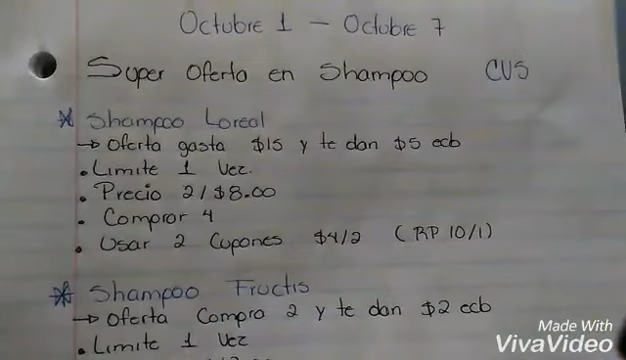 Octubre 1 - Octubre 7
Super Oferta en Shampoo CVS
* Shampoo Loreal
→ Oferta gasta $15 y te dan $5 ecb
• Limite 1 Vez.
• Precio 2/$8.00
• Comprar 4
• Usar 2 Cupones $4/2 (RP 10/1)
* Shampoo Fructis
→ Oferta Compra 2 y te dan $2 ecb
• Limite 1 Vez
Made With
VivaVideo